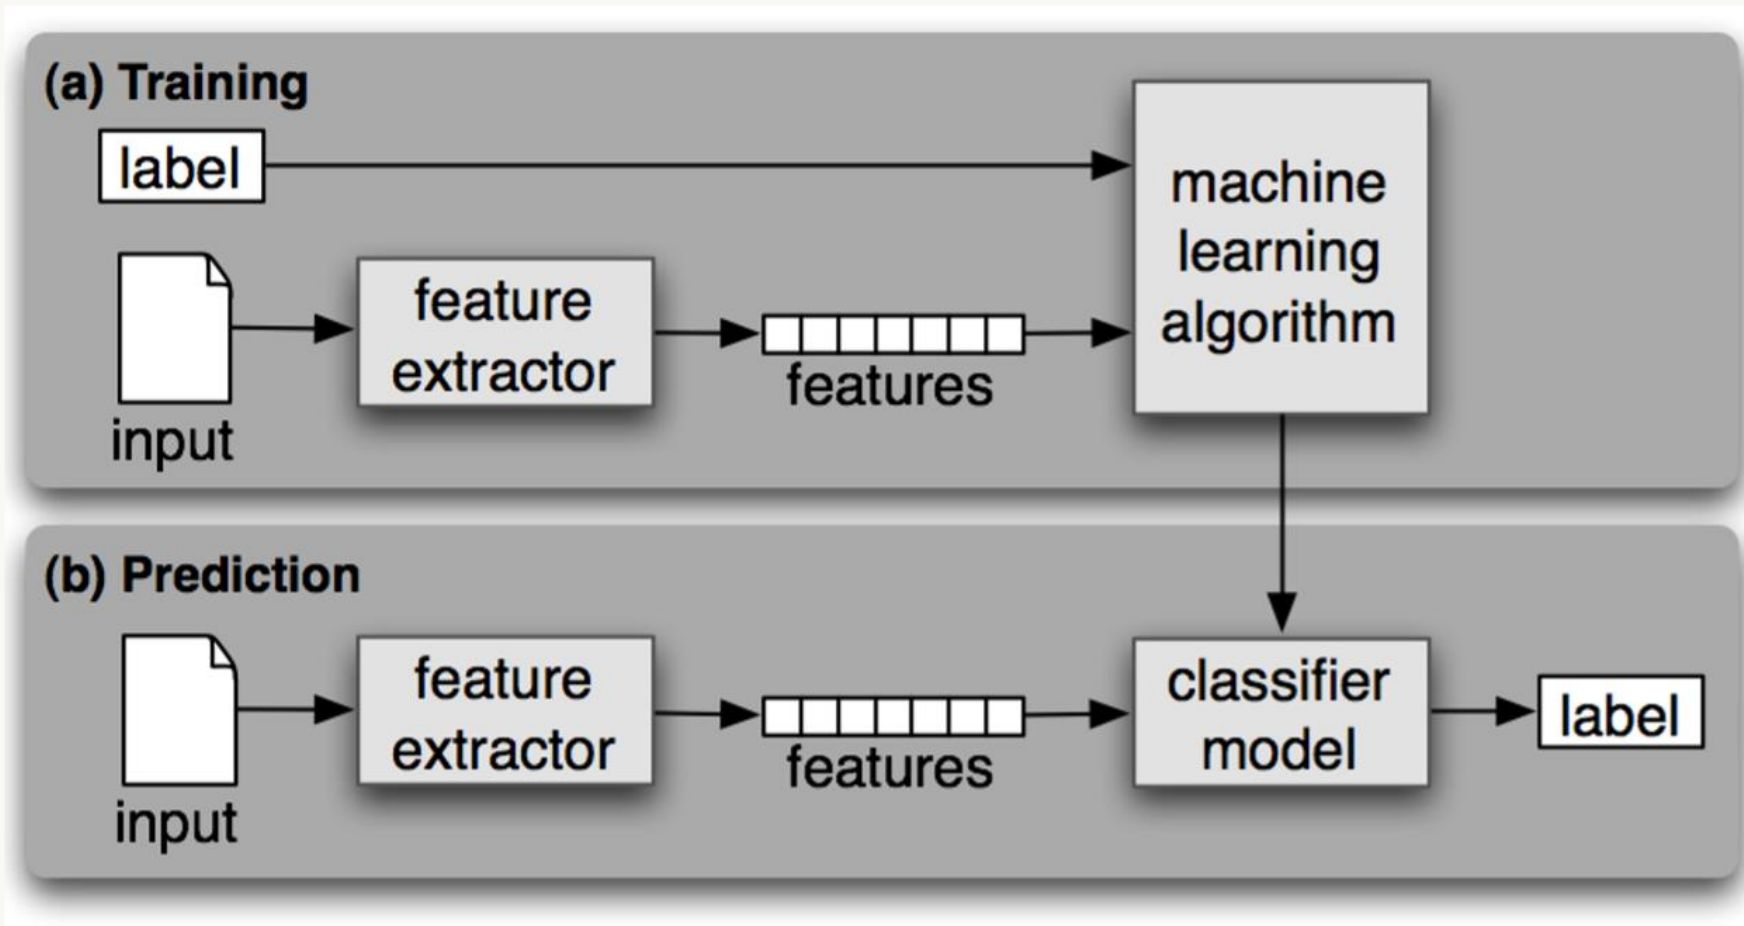 (a) Training
label
machine
learning
algorithm
feature
extractor
features
input
(b) Prediction
feature
extractor
features
input
classifier
model
label